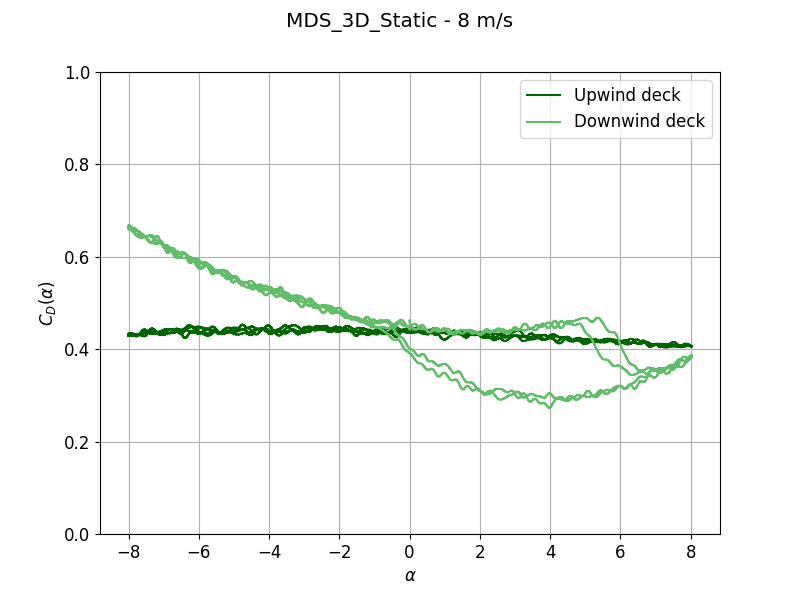 MDS_3D_Static - 8 m/s
Upwind deck
Downwind deck
1.0
0.8
0.6
0.4
0.2
0.0
C_D(α)
−8 −6 −4 −2 0 2 4 6 8
α